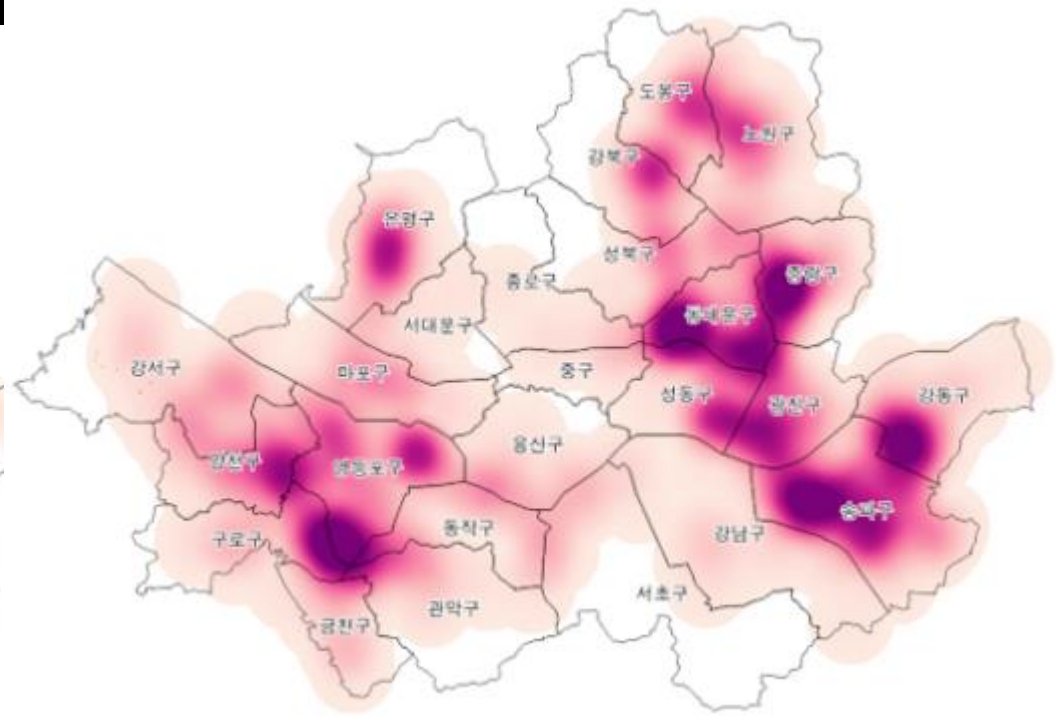 도봉구
노원구
강북구
은평구
성북구
중랑구
종로구
동대문구
서대문구
강서구
마포구
중구
성동구
광진구
강동구
용산구
양천구
영등포구
송파구
구로구
동작구
강남구
서초구
관악구
금천구